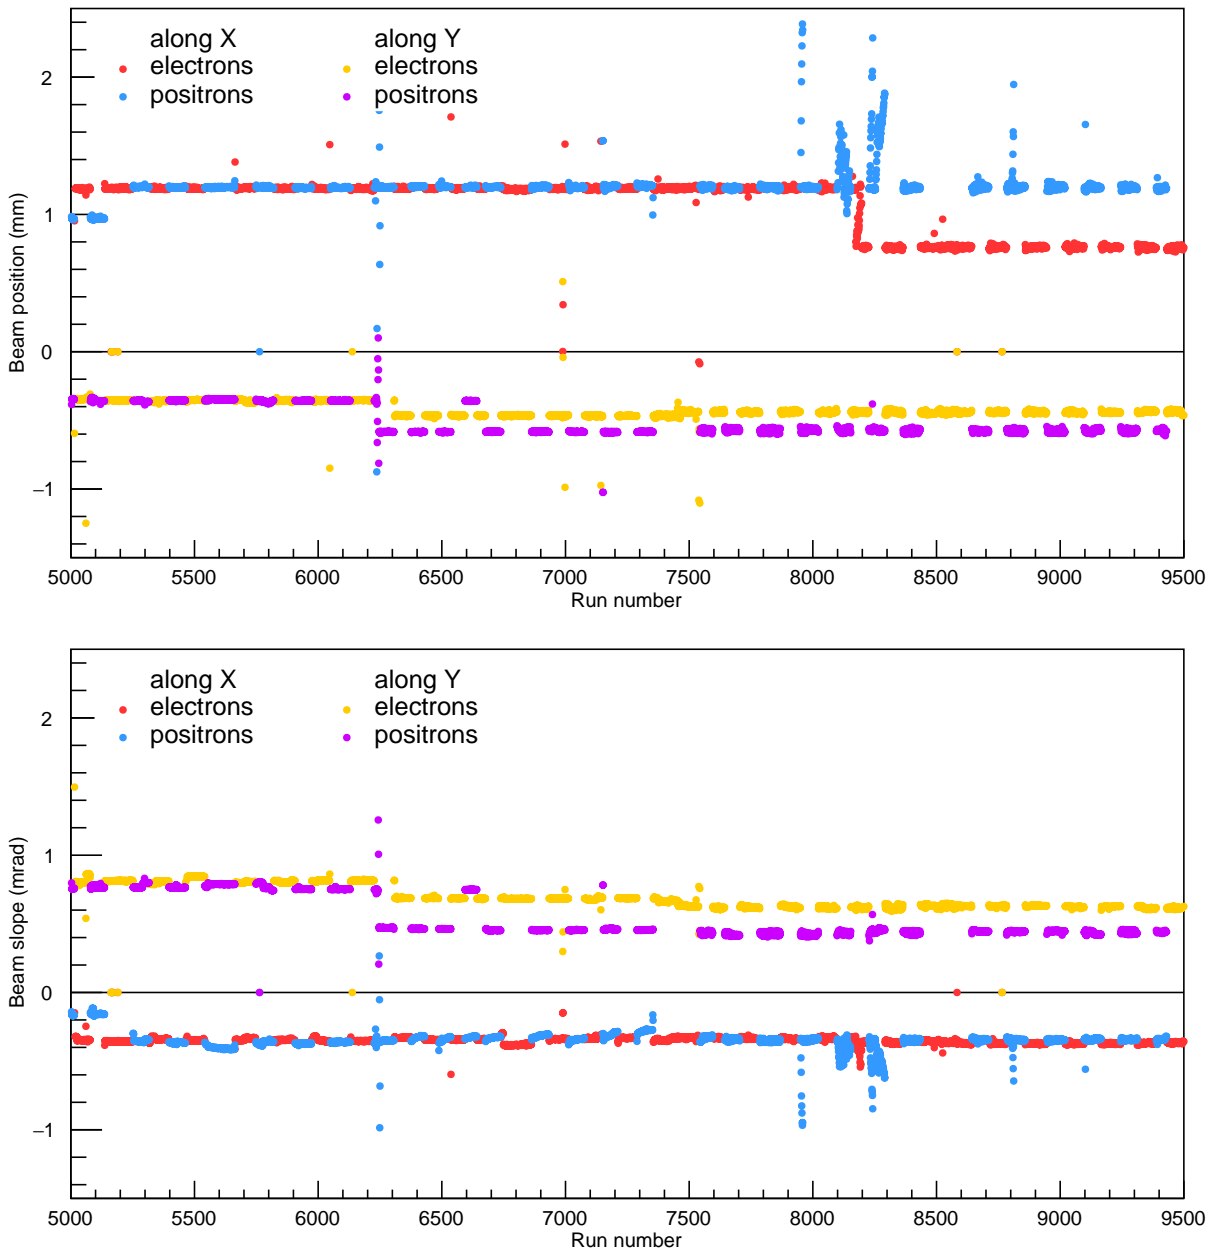 along X along Y
electrons electrons
positrons positrons
2
1
0
−1
Beam position (mm)
5000 5500 6000 6500 7000 7500 8000 8500 9000 9500
Run number
along X along Y
electrons electrons
positrons positrons
2
1
0
−1
Beam slope (mrad)
5000 5500 6000 6500 7000 7500 8000 8500 9000 9500
Run number